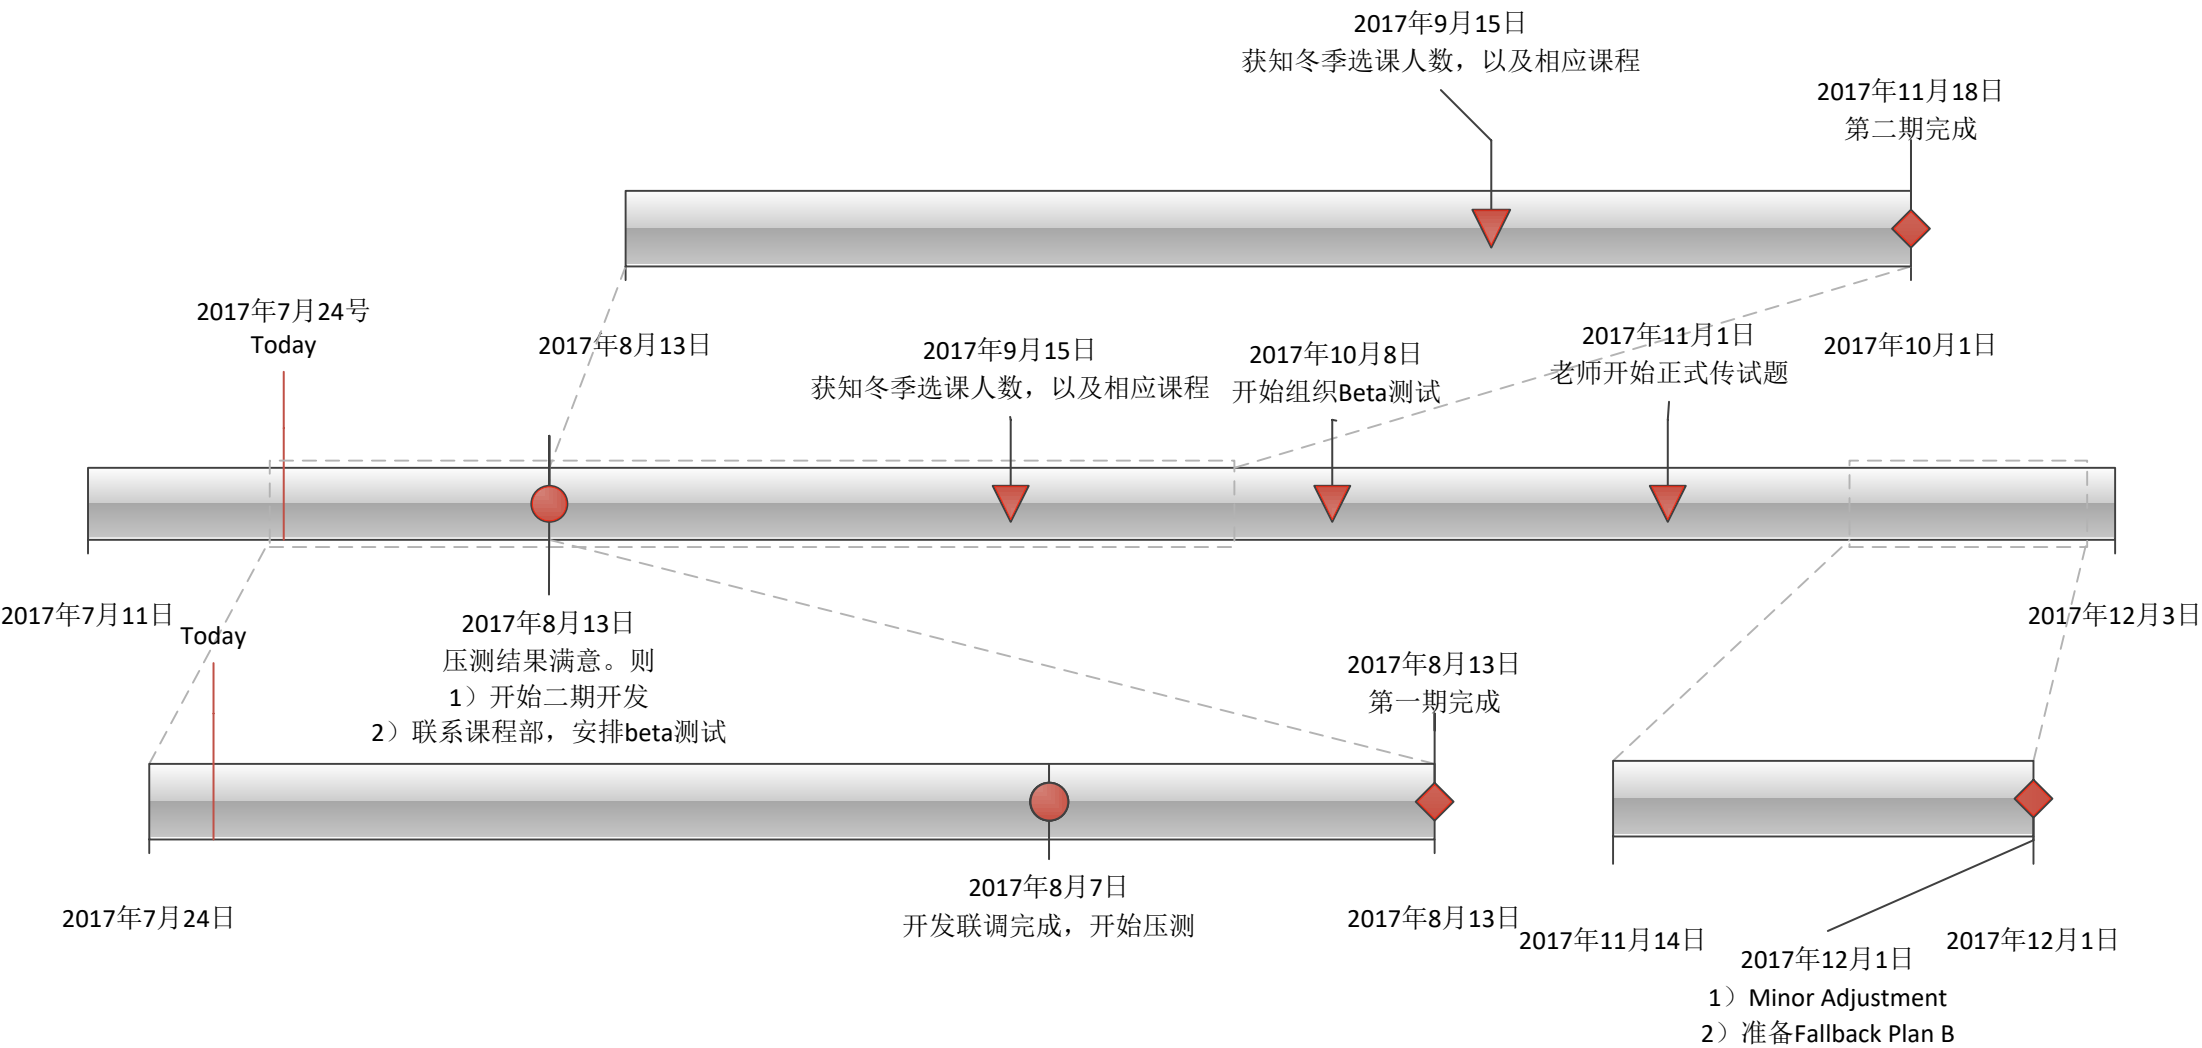 2017年9月15日
获知冬季选课人数，以及相应课程
2017年11月18日
第二期完成
2017年7月24号
Today
2017年8月13日
2017年9月15日
获知冬季选课人数，以及相应课程
2017年10月8日
开始组织Beta测试
2017年11月1日
老师开始正式传试题
2017年10月1日
2017年7月11日
Today
2017年8月13日
压测结果满意。则
1）开始二期开发
2）联系课程部，安排beta测试
2017年8月13日
第一期完成
2017年12月3日
2017年7月24日
2017年8月7日
开发联调完成，开始压测
2017年8月13日
2017年11月14日
2017年12月1日
1）Minor Adjustment
2）准备Fallback Plan B
2017年12月1日